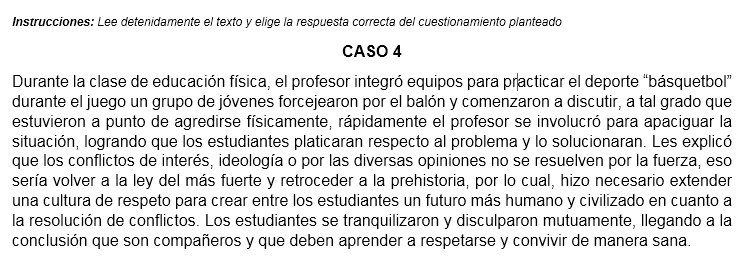 Instrucciones: Lee detenidamente el texto y elige la respuesta correcta del cuestionamiento planteado
CASO 4
Durante la clase de educación física, el profesor integró equipos para practicar el deporte “básquetbol”
durante el juego un grupo de jóvenes forcejearon por el balón y comenzaron a discutir, a tal grado que
estuvieron a punto de agredirse físicamente, rápidamente el profesor se involucró para apaciguar la
situación, logrando que los estudiantes platicaran respecto al problema y lo solucionaran. Les explicó
que los conflictos de interés, ideología o por las diversas opiniones no se resuelven por la fuerza, eso
sería volver a la ley del más fuerte y retroceder a la prehistoria, por lo cual, hizo necesario extender
una cultura de respeto para crear entre los estudiantes un futuro más humano y civilizado en cuanto a
la resolución de conflictos. Los estudiantes se tranquilizaron y disculparon mutuamente, llegando a la
conclusión que son compañeros y que deben aprender a respetarse y convivir de manera sana.